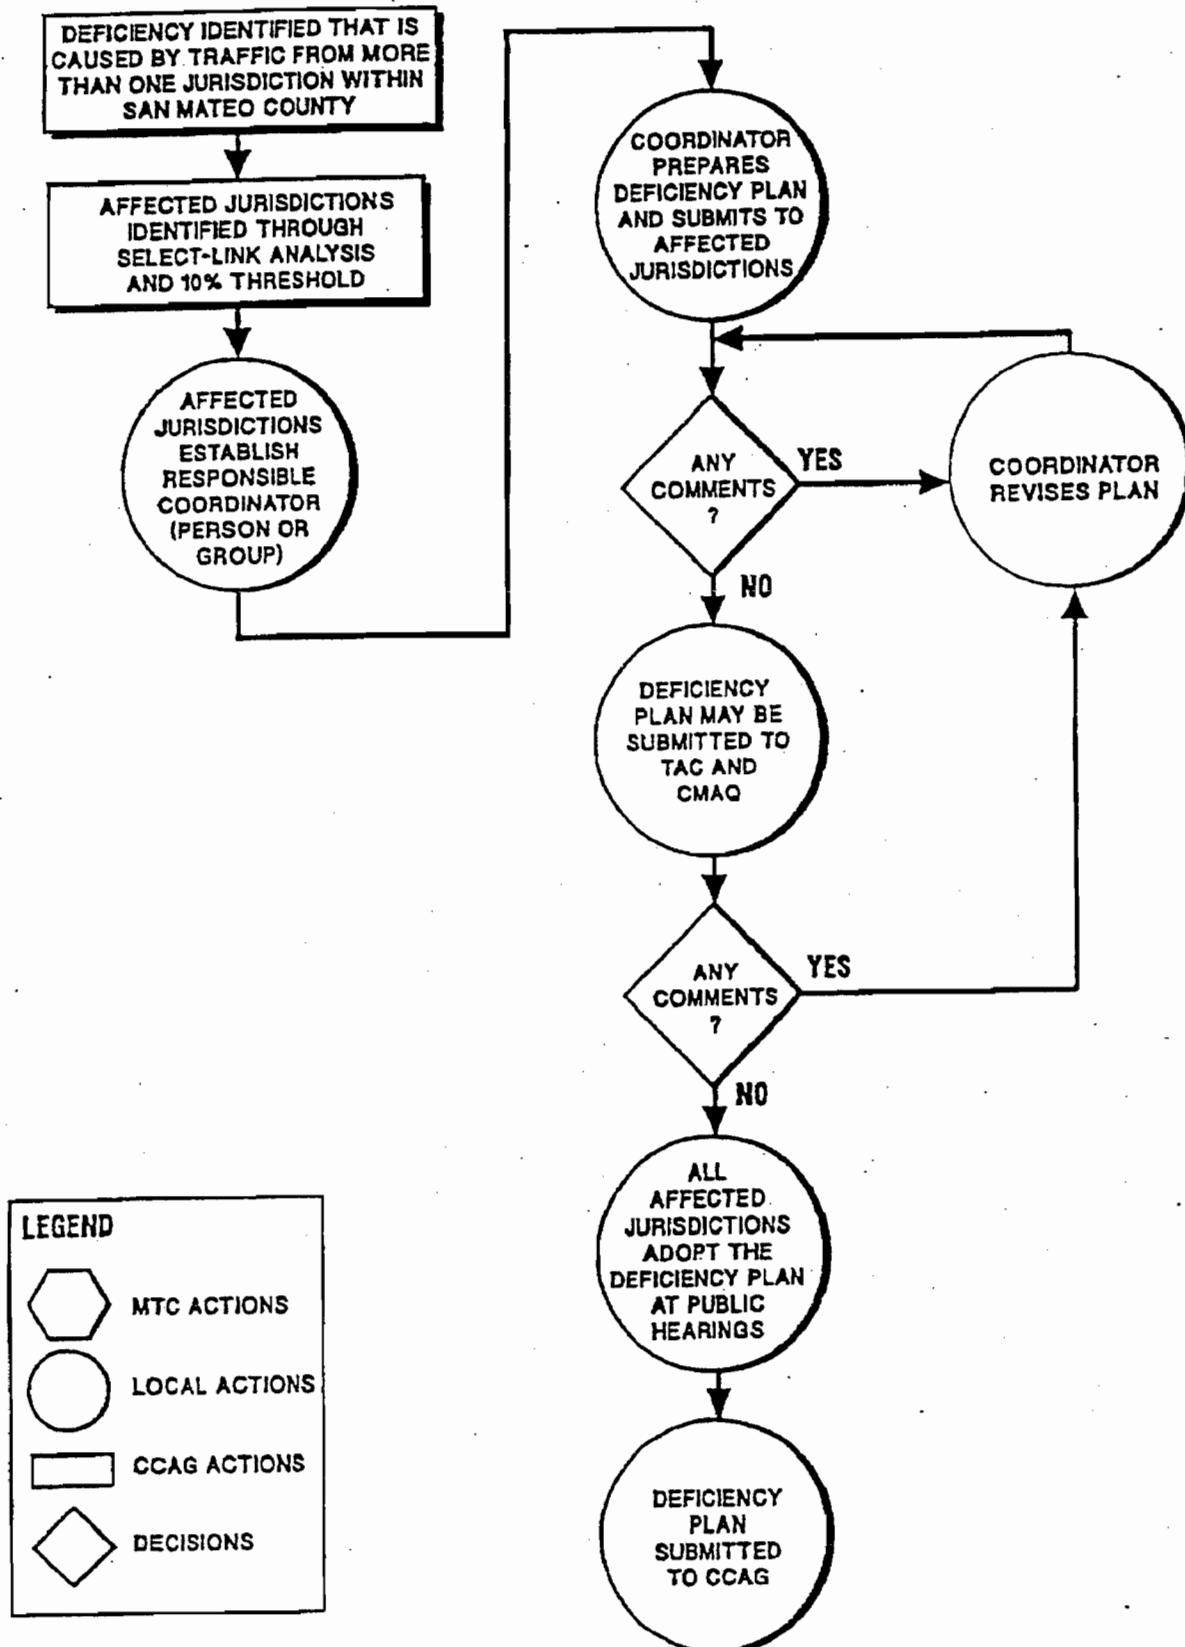 DEFICIENCY IDENTIFIED THAT IS
CAUSED BY TRAFFIC FROM MORE
THAN ONE JURISDICTION WITHIN
SAN MATEO COUNTY
AFFECTED JURISDICTIONS
IDENTIFIED THROUGH
SELECT-LINK ANALYSIS
AND 10% THRESHOLD
AFFECTED
JURISDICTIONS
ESTABLISH
RESPONSIBLE
COORDINATOR
(PERSON OR
GROUP)
COORDINATOR
PREPARES
DEFICIENCY PLAN
AND SUBMITS TO
AFFECTED
JURISDICTIONS
ANY
COMMENTS
?
YES
COORDINATOR
REVISES PLAN
NO
DEFICIENCY
PLAN MAY BE
SUBMITTED TO
TAC AND
CMAQ
ANY
COMMENTS
?
YES
NO
ALL
AFFECTED
JURISDICTIONS
ADOPT THE
DEFICIENCY PLAN
AT PUBLIC
HEARINGS
DEFICIENCY
PLAN
SUBMITTED
TO CCAG
LEGEND
MTC ACTIONS
LOCAL ACTIONS
CCAG ACTIONS
DECISIONS